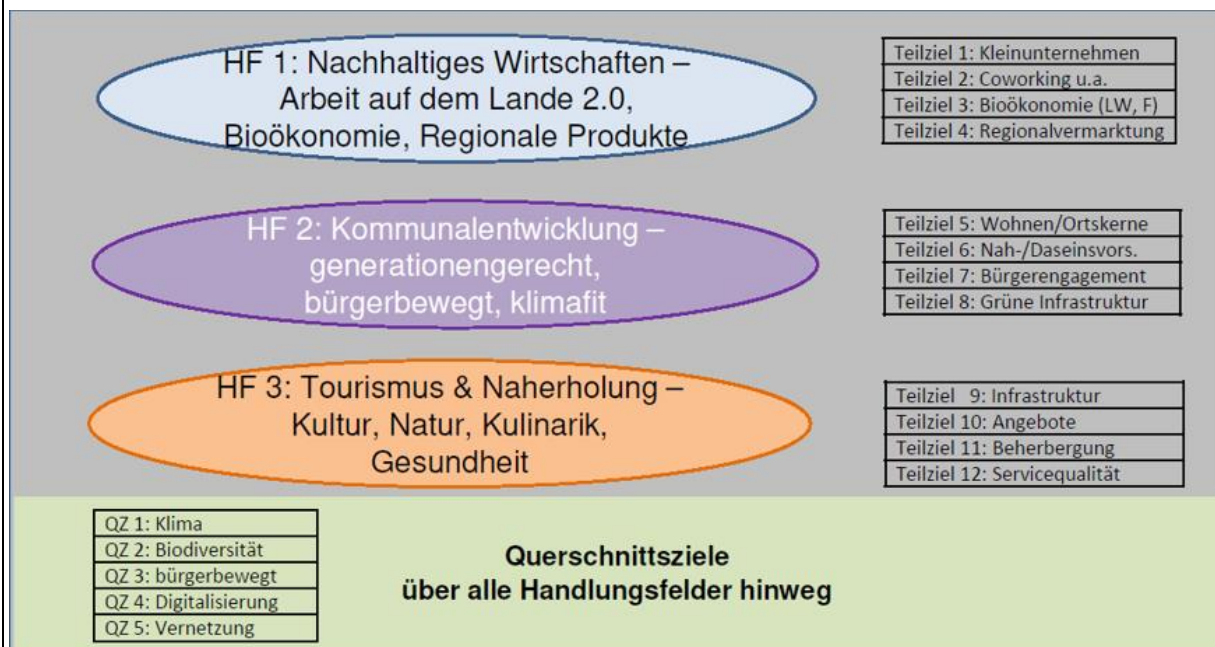 HF 1: Nachhaltiges Wirtschaften –
Arbeit auf dem Lande 2.0,
Bioökonomie, Regionale Produkte
Teilziel 1: Kleinunternehmen
Teilziel 2: Coworking u.a.
Teilziel 3: Bioökonomie (LW, F)
Teilziel 4: Regionalvermarktung
HF 2: Kommunalentwicklung –
generationengerecht,
bürgerbewegt, klimafit
Teilziel 5: Wohnen/Ortskerne
Teilziel 6: Nah-/Daseinsvors.
Teilziel 7: Bürgerengagement
Teilziel 8: Grüne Infrastruktur
HF 3: Tourismus & Naherholung –
Kultur, Natur, Kulinarik,
Gesundheit
Teilziel 9: Infrastruktur
Teilziel 10: Angebote
Teilziel 11: Beherbergung
Teilziel 12: Servicequalität
QZ 1: Klima
QZ 2: Biodiversität
QZ 3: bürgerbewegt
QZ 4: Digitalisierung
QZ 5: Vernetzung
Querschnittsziele
über alle Handlungsfelder hinweg